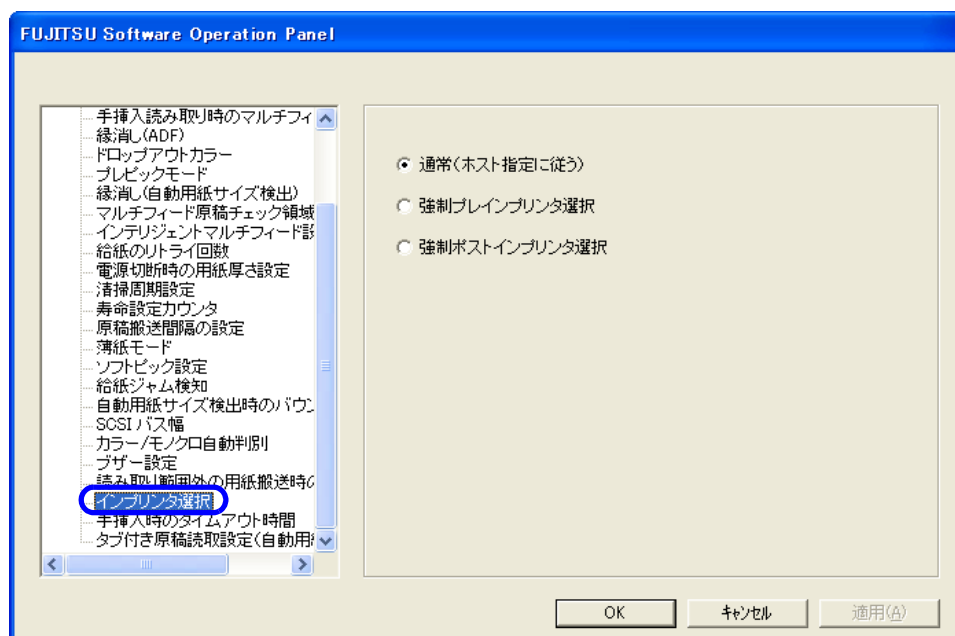 FUJITSU Software Operation Panel
手挿入読み取り時のマルチフィ
縁消し(ADF)
ドロップアウトカラー
プレピックモード
縁消し(自動用紙サイズ検出)
マルチフィード原稿チェック領域
インテリジェントマルチフィード設
給紙のリトライ回数
電源切断時の用紙厚さ設定
清掃周期設定
寿命設定カウンタ
原稿搬送間隔の設定
薄紙モード
ソフトピック設定
給紙ジャム検知
自動用紙サイズ検出時のバウン
SCSI バス幅
カラー/モノクロ自動判別
ブザー設定
読み取り範囲外の用紙搬送時の
インプリンタ選択
手挿入時のタイムアウト時間
タブ付き原稿読取設定(自動用紙
通常(ホスト指定に従う)
強制プレインプリンタ選択
強制ポストインプリンタ選択
OK
キャンセル
適用(A)